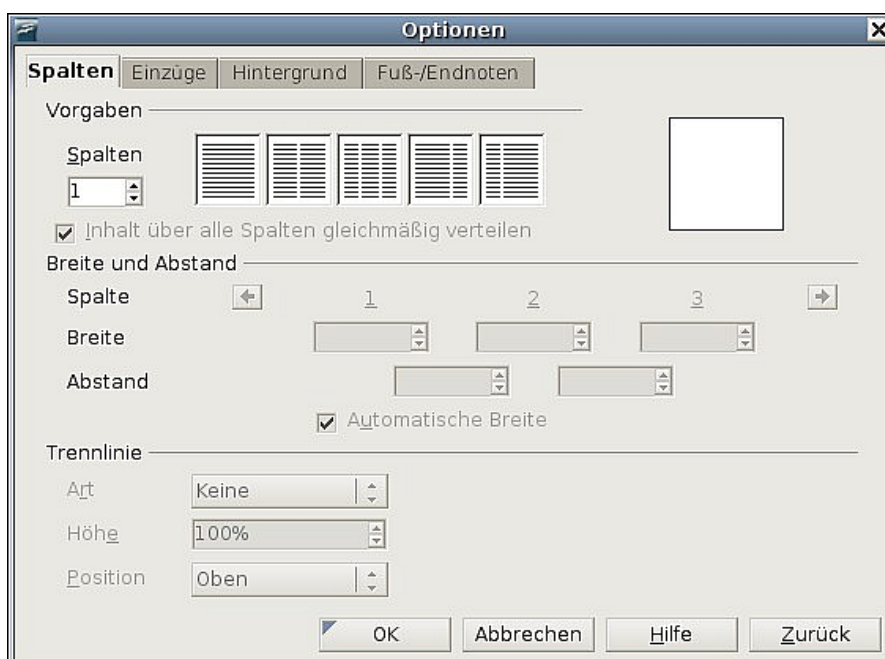 Optionen
Spalten Einzüge Hintergrund Fuß-/Endnoten
Vorgaben
Spalten
1
Inhalt über alle Spalten gleichmäßig verteilen
Breite und Abstand
Spalte 1 2 3
Breite
Abstand
Automatische Breite
Trennlinie
Art Keine
Höhe 100%
Position Oben
OK Abbrechen Hilfe Zurück